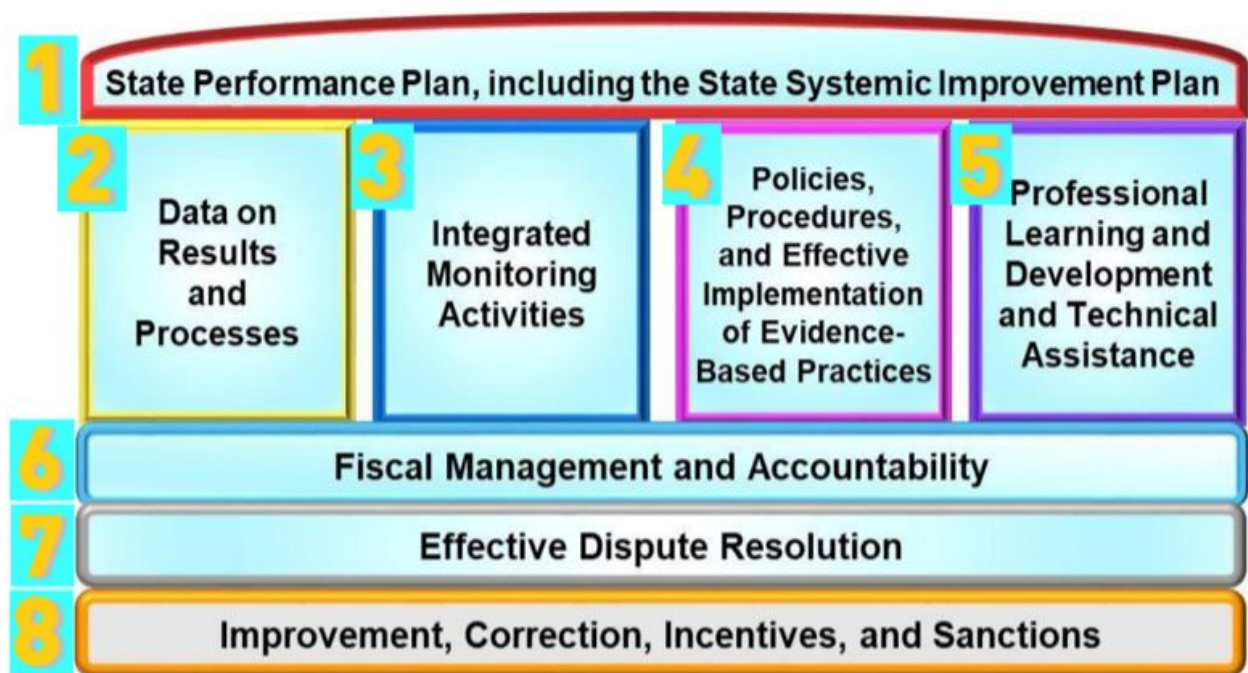 1
State Performance Plan, including the State Systemic Improvement Plan
2
Data on
Results
and
Processes
3
Integrated
Monitoring
Activities
4
Policies,
Procedures,
and Effective
Implementation
of Evidence-
Based Practices
5
Professional
Learning and
Development
and Technical
Assistance
6
Fiscal Management and Accountability
7
Effective Dispute Resolution
8
Improvement, Correction, Incentives, and Sanctions